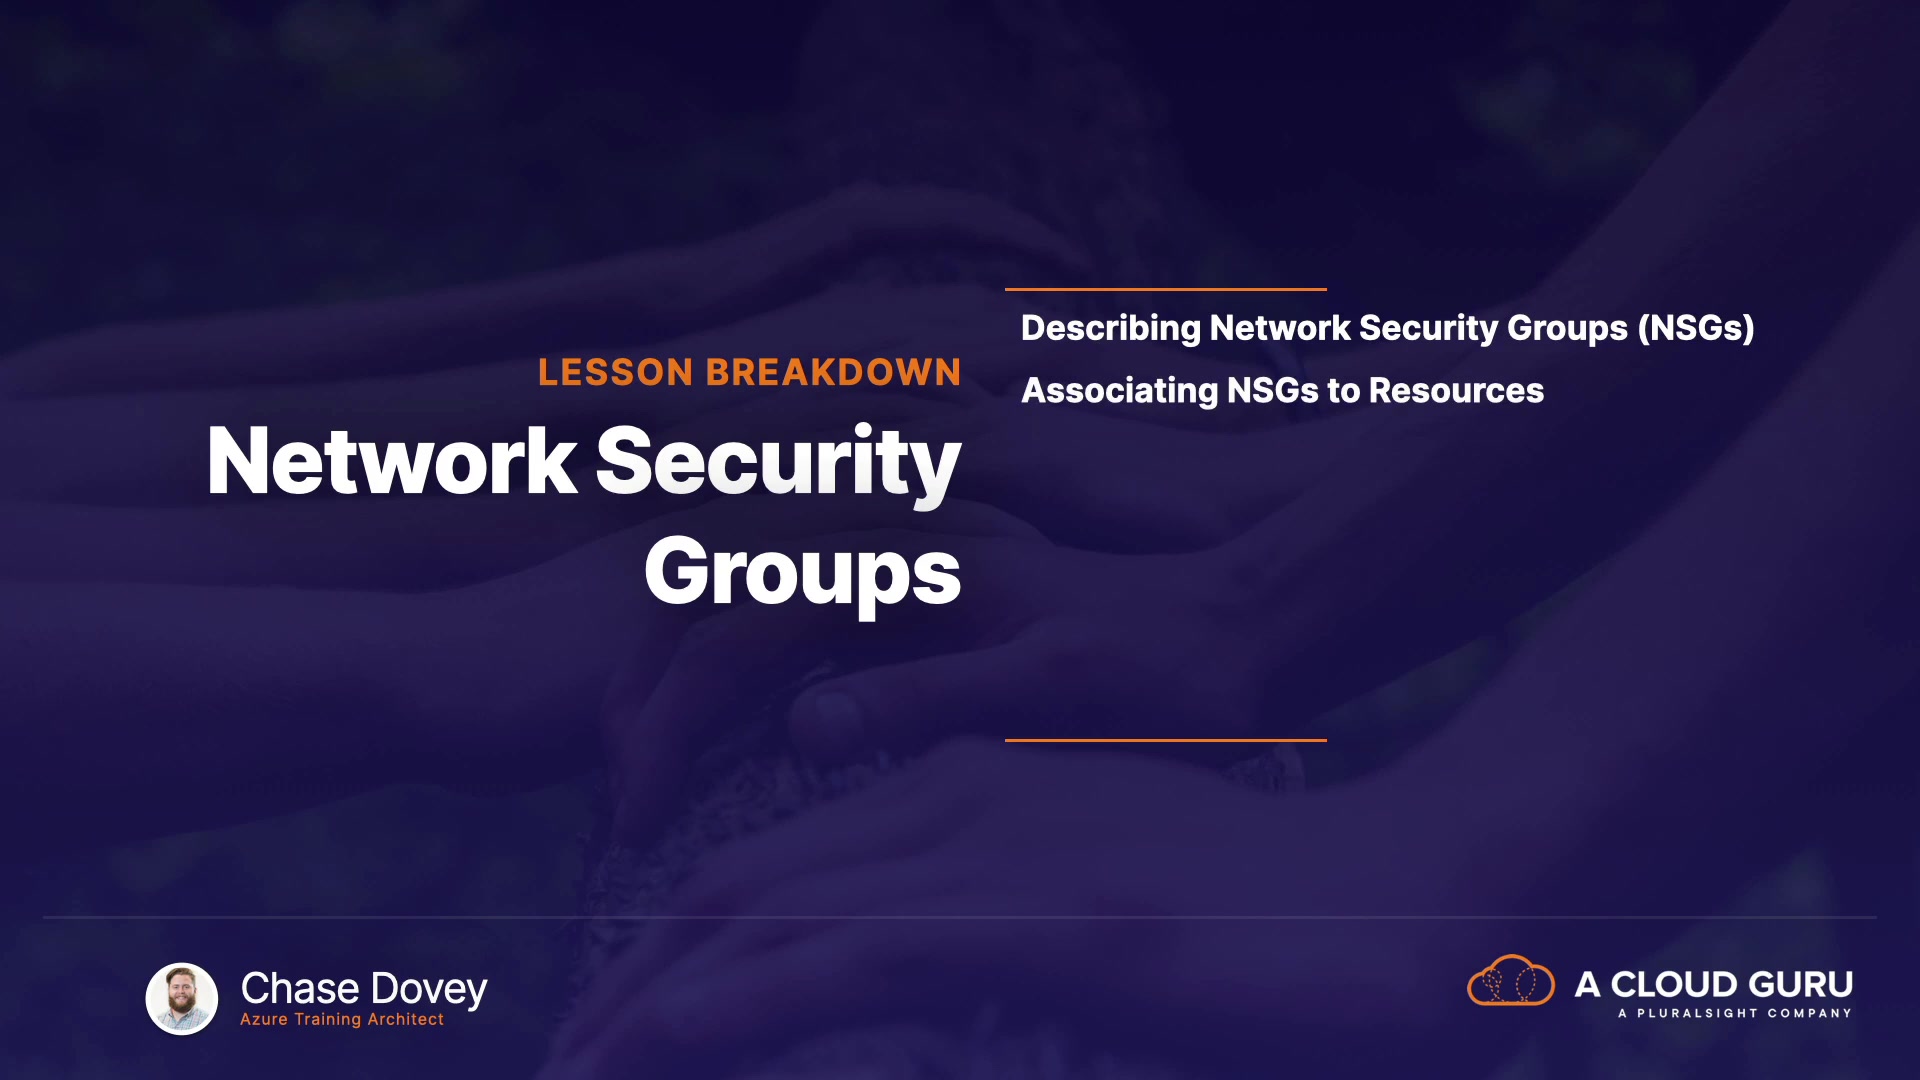 LESSON BREAKDOWN
Network Security
Groups
Describing Network Security Groups (NSGs)
Associating NSGs to Resources
Chase Dovey
Azure Training Architect
A CLOUD GURU
A PLURALSIGHT COMPANY